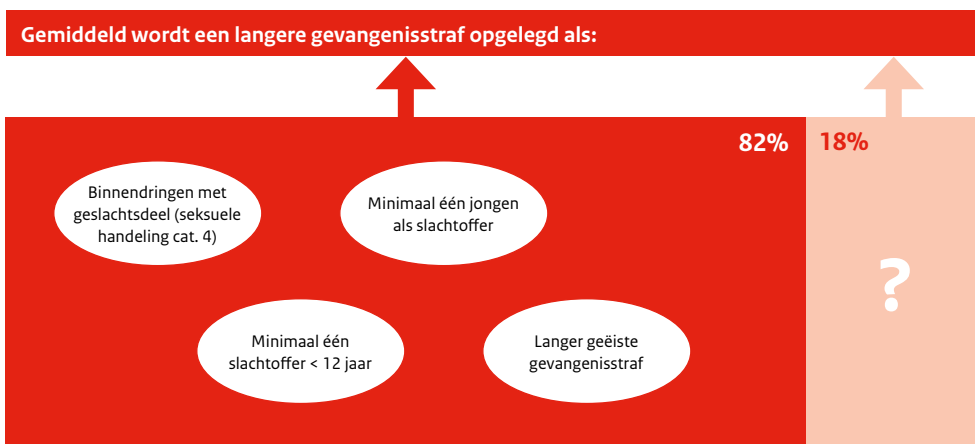 Gemiddeld wordt een langere gevangenisstraf opgelegd als:
82%
18%
Binnendringen met
geslachtsdeel (seksuele
handeling cat. 4)
Minimaal één jongen
als slachtoffer
?
Minimaal één
slachtoffer < 12 jaar
Langer geëiste
gevangenisstraf